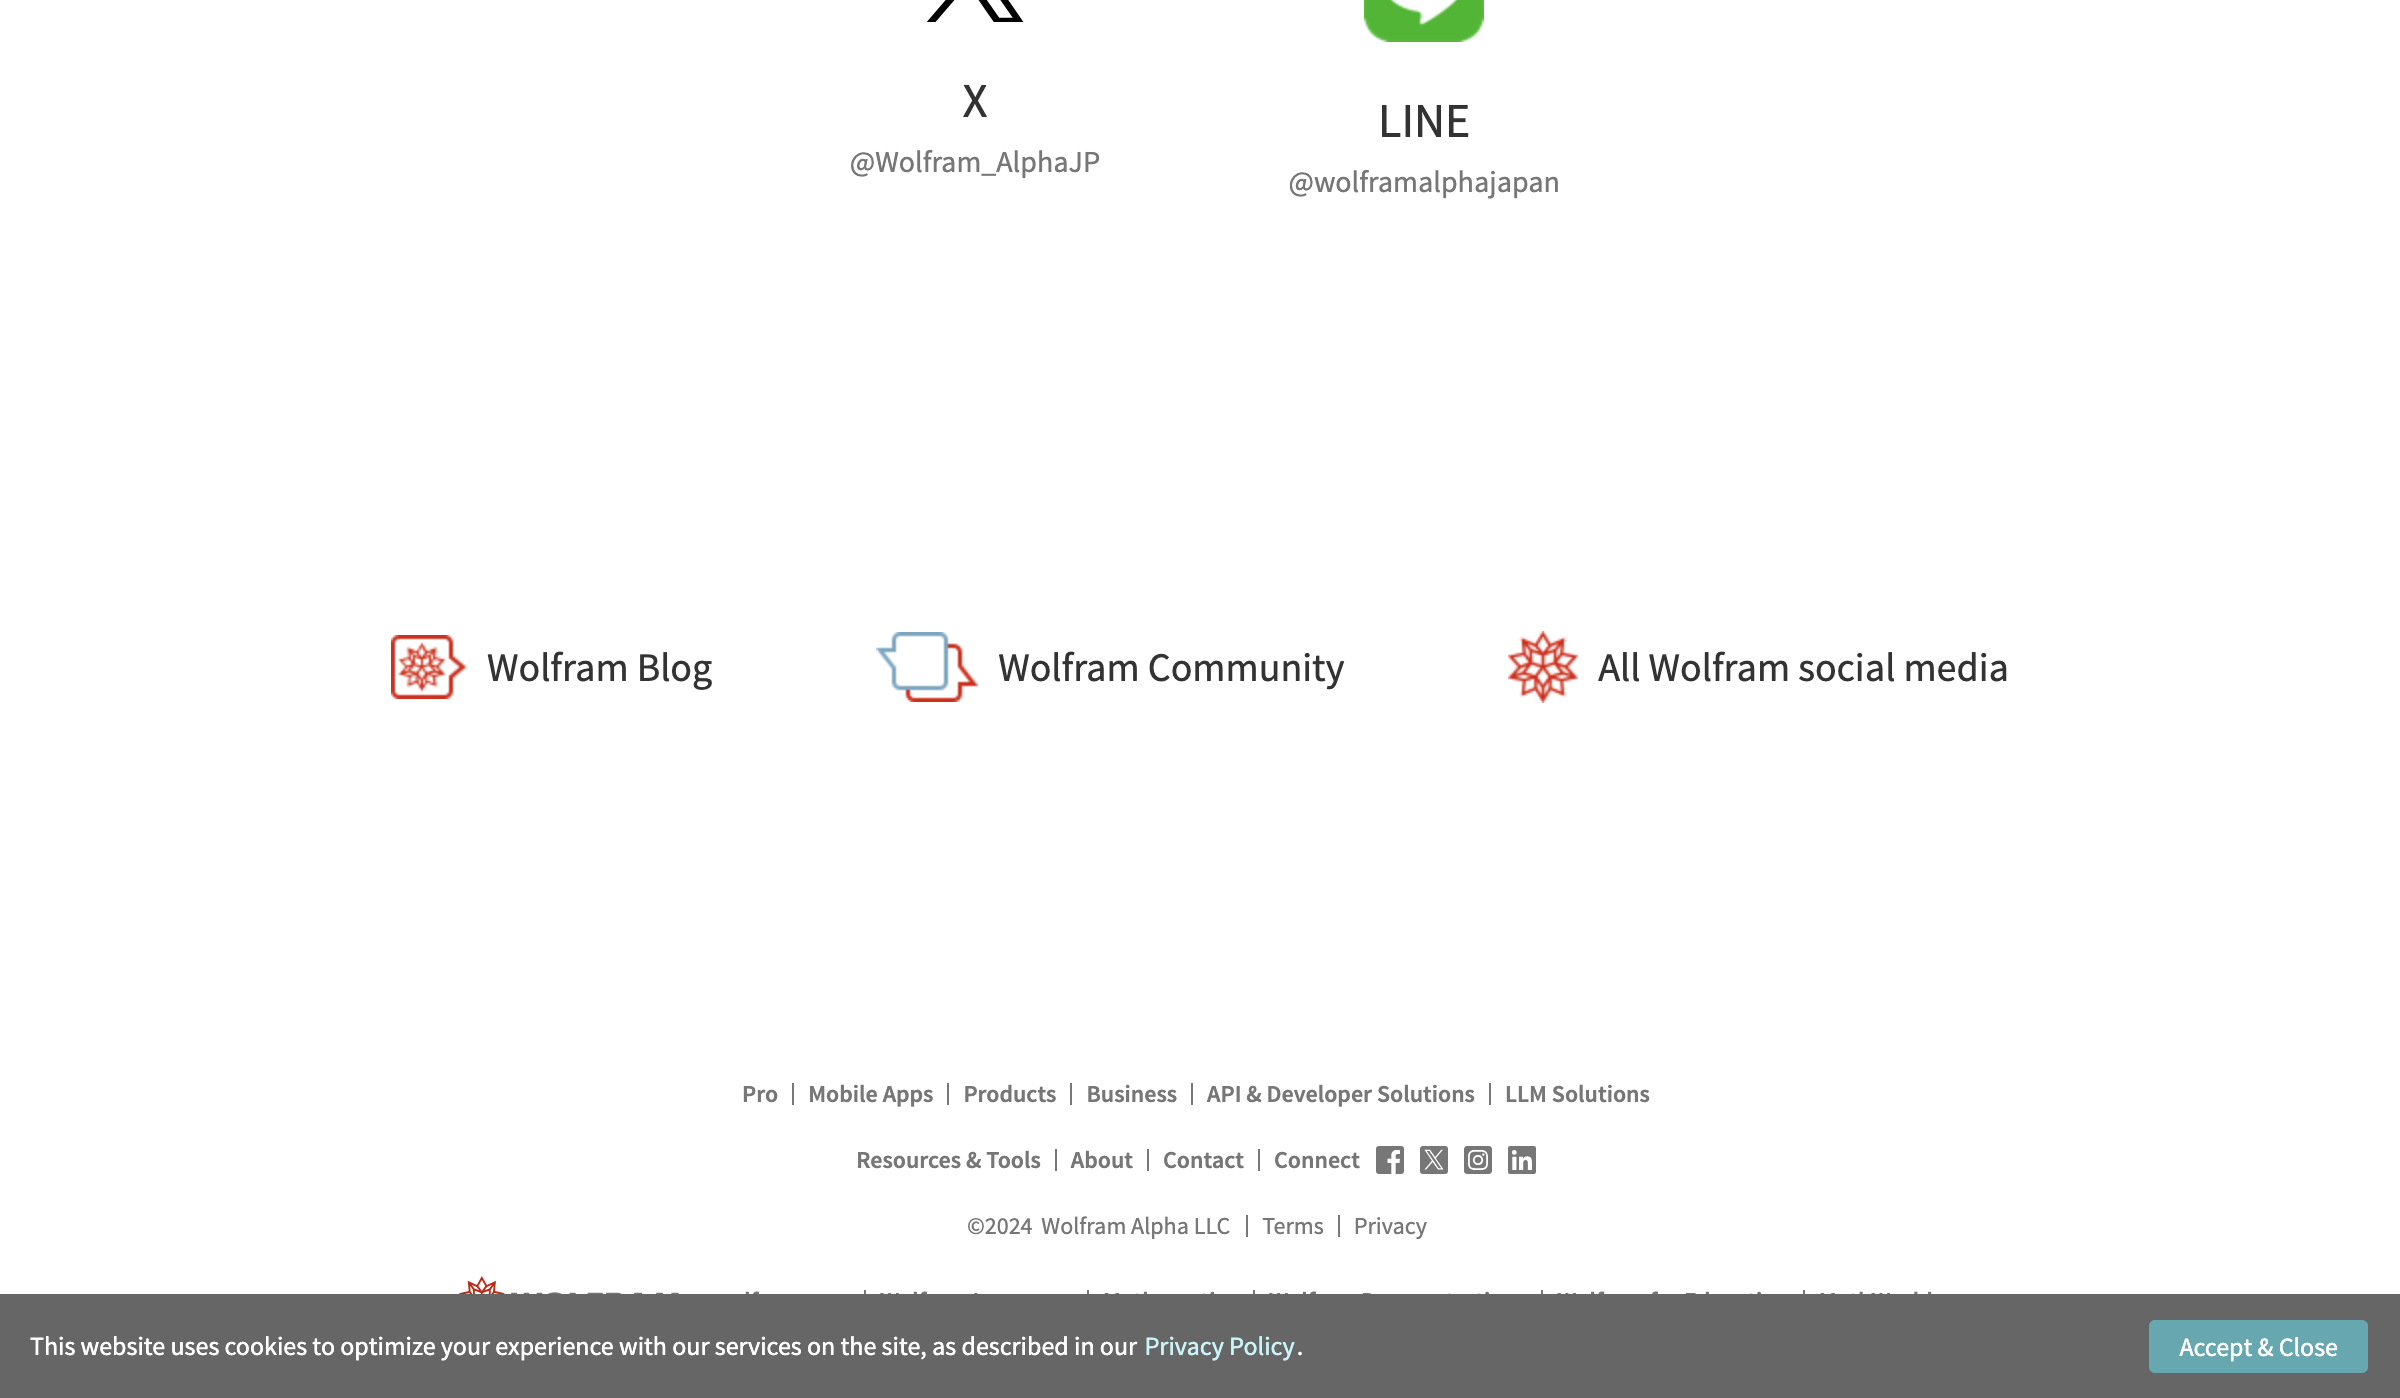 X
@Wolfram_AlphaJP
LINE
@wolframalphajapan
Wolfram Blog
Wolfram Community
All Wolfram social media
Pro | Mobile Apps | Products | Business | API & Developer Solutions | LLM Solutions
Resources & Tools | About | Contact | Connect
©2024 Wolfram Alpha LLC | Terms | Privacy
This website uses cookies to optimize your experience with our services on the site, as described in our Privacy Policy.
Accept & Close